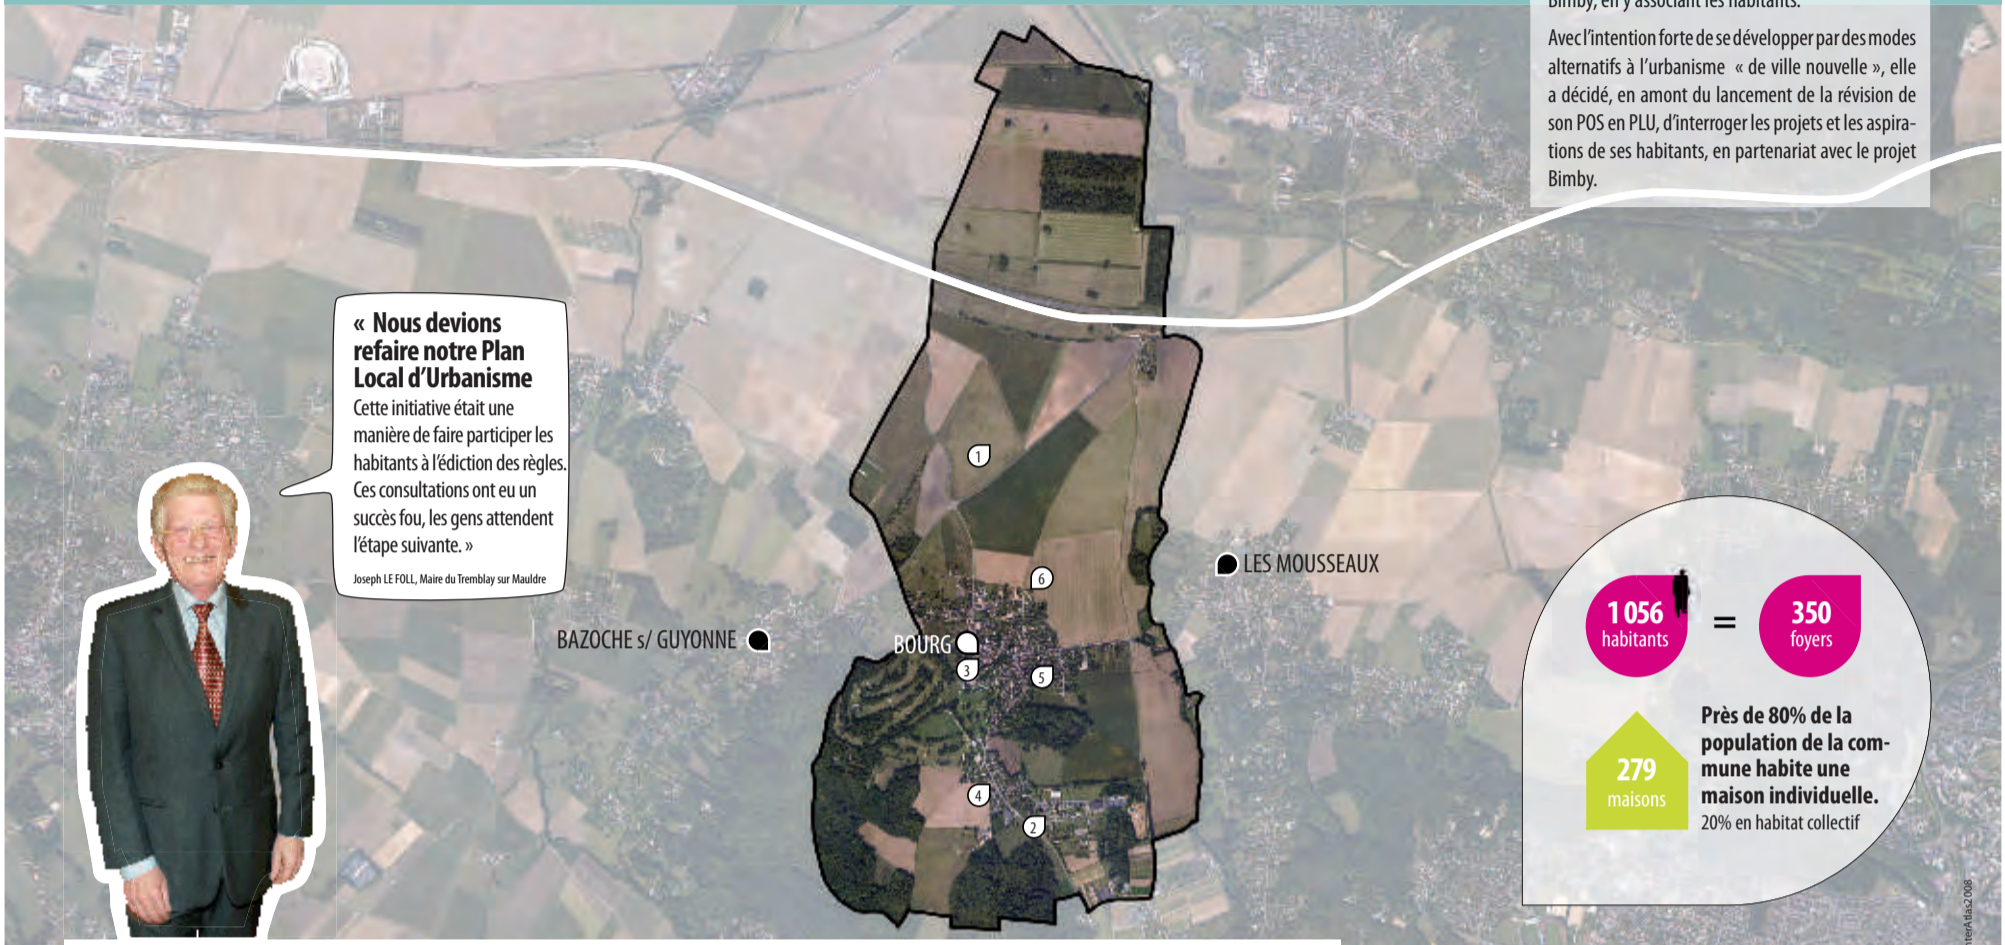 Bimby, en y associant les habitants.
Avec l'intention forte de se développer par des modes
alternatifs à l'urbanisme « de ville nouvelle », elle
a décidé, en amont du lancement de la révision de
son POS en PLU, d'interroger les projets et les aspira-
tions de ses habitants, en partenariat avec le projet
Bimby.
« Nous devions
refaire notre Plan
Local d'Urbanisme
Cette initiative était une
manière de faire participer les
habitants à l'édiction des règles.
Ces consultations ont eu un
succès fou, les gens attendent
l'étape suivante. »
Joseph LE FOLL, Maire du Tremblay sur Mauldre
1
6
LES MOUSSEAUX
BAZOCHE s/ GUYONNE
BOURG
3
5
4
2
1 056
habitants
=
350
foyers
279
maisons
Près de 80% de la
population de la com-
mune habite une
maison individuelle.
20% en habitat collectif